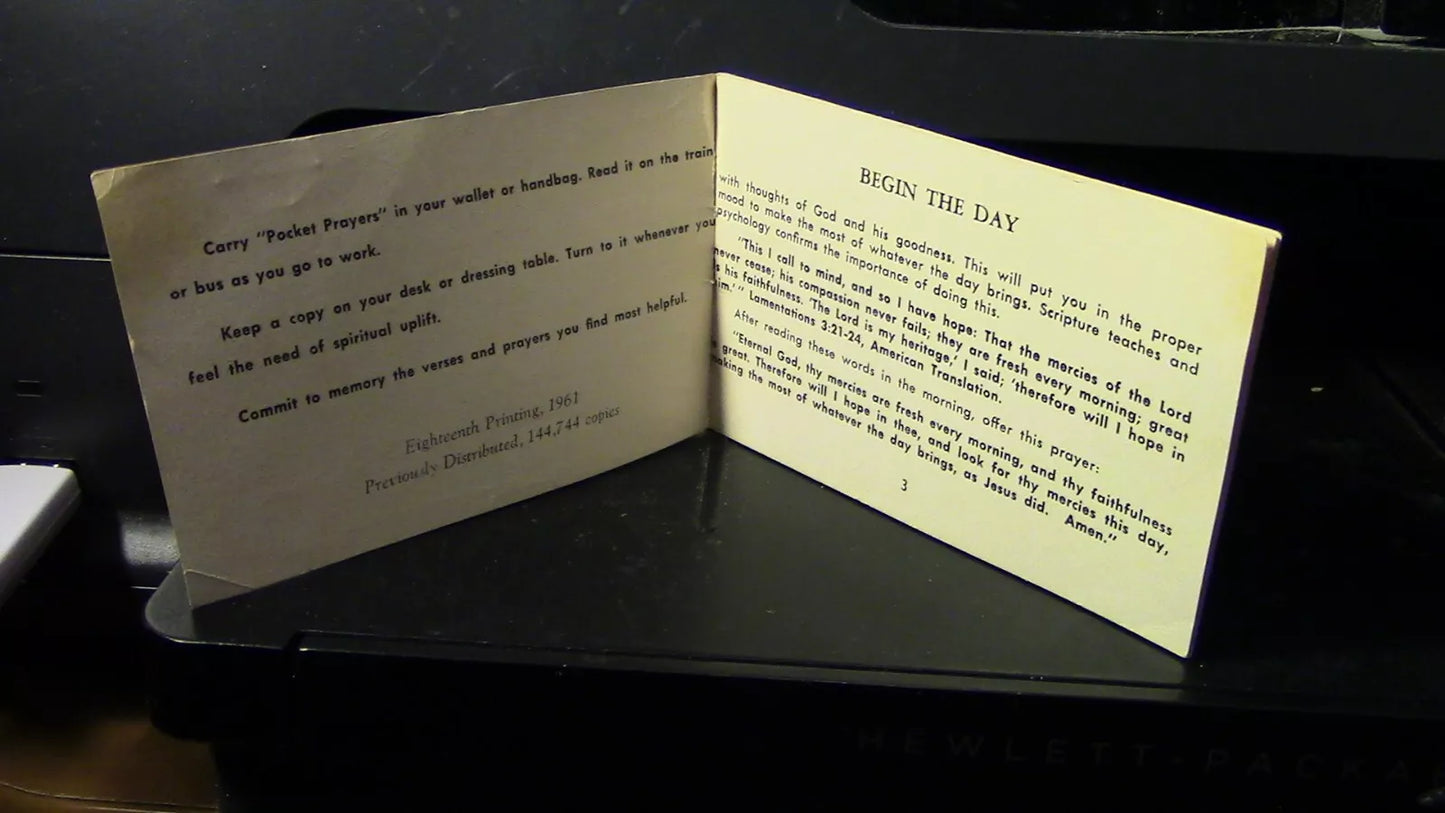 Carry "Pocket Prayers" in your wallet or handbag. Read it on the train
or bus as you go to work.
Keep a copy on your desk or dressing table. Turn to it whenever you
feel the need of spiritual uplift.
Commit to memory the verses and prayers you find most helpful.
Eighteenth Printing, 1961
Previously Distributed, 144,744 copies
BEGIN THE DAY
with thoughts of God and his goodness. This will put you in the proper
mood to make the most of whatever the day brings. Scripture teaches and
psychology confirms the importance of doing this.
"This I call to mind, and so I have hope: That the mercies of the Lord
never cease; his compassion never fails; they are fresh every morning; great
is his faithfulness. 'The Lord is my heritage,' I said; 'therefore will I hope in
him.' " Lamentations 3:21-24, American Translation.
After reading these words in the morning, offer this prayer:
"Eternal God, thy mercies are fresh every morning, and thy faithfulness
great. Therefore will I hope in thee, and look for thy mercies this day,
making the most of whatever the day brings, as Jesus did. Amen."
3
HEWLETT-PACKA